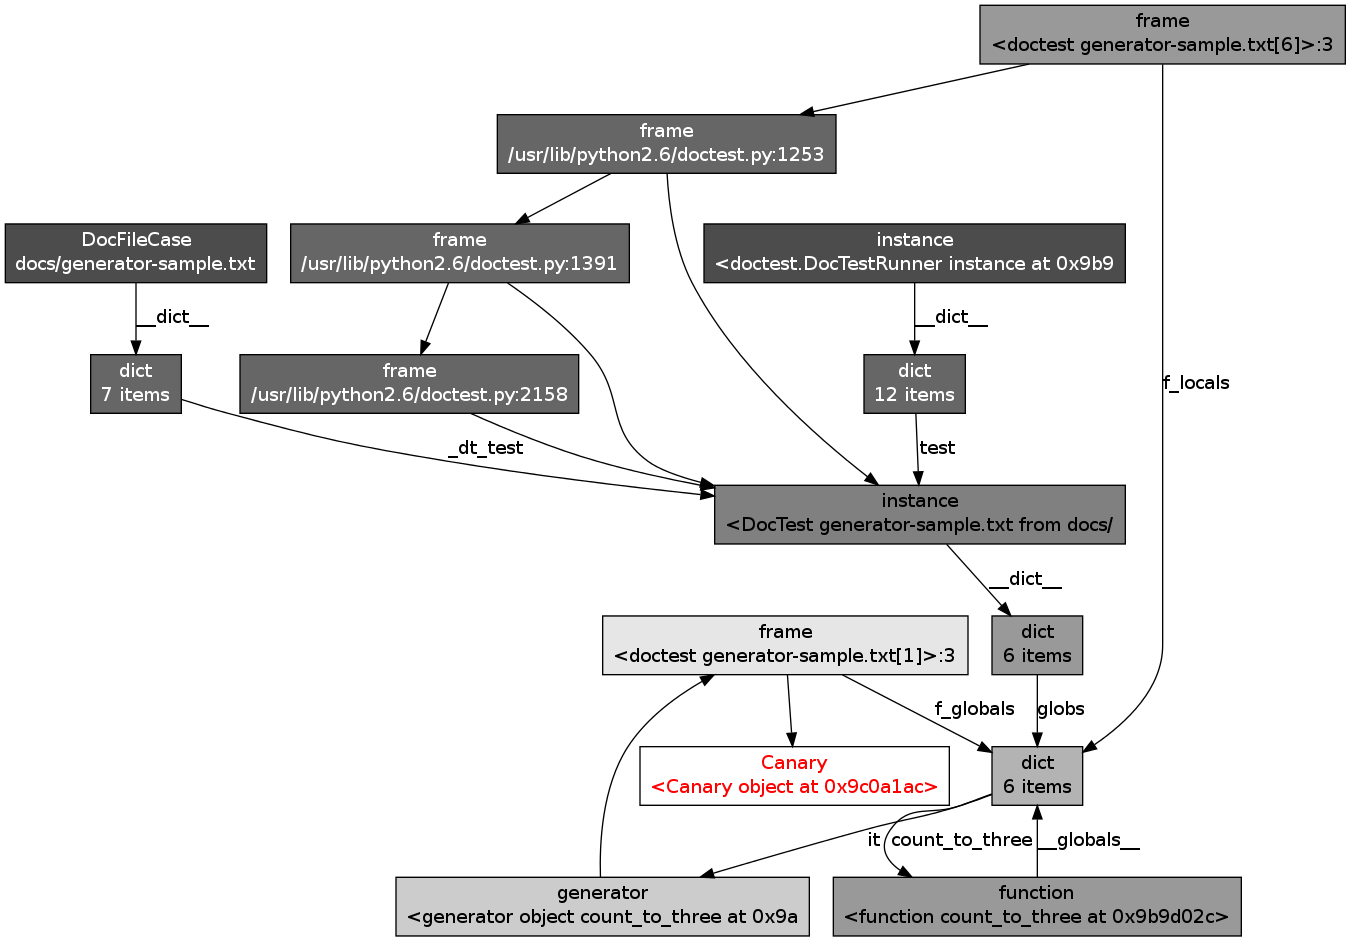 frame
<doctest generator-sample.txt[6]>:3
frame
/usr/lib/python2.6/doctest.py:1253
DocFileCase
docs/generator-sample.txt
frame
/usr/lib/python2.6/doctest.py:1391
instance
<doctest.DocTestRunner instance at 0x9b9
__dict__
__dict__
dict
7 items
frame
/usr/lib/python2.6/doctest.py:2158
dict
12 items
f_locals
_dt_test
test
instance
<DocTest generator-sample.txt from docs/
__dict__
frame
<doctest generator-sample.txt[1]>:3
dict
6 items
f_globals
globs
Canary
<Canary object at 0x9c0a1ac>
dict
6 items
it
count_to_three
__globals__
generator
<generator object count_to_three at 0x9a
function
<function count_to_three at 0x9b9d02c>